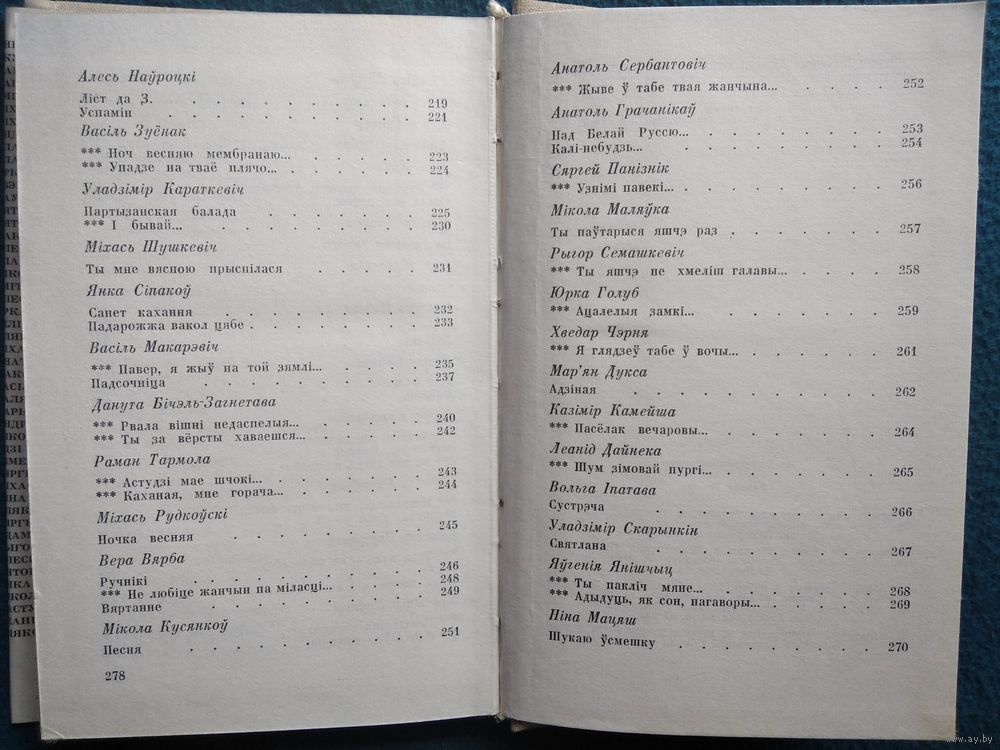 Алесь Наўроцкі
Ліст да З. . . . . . . . . . 219
Успамін . . . . . . . . . . 221
Васіль Зуёнак
*** Ноч весняю мембранаю... . . . . . 223
*** Упадзе на тваё плячо... . . . . . 224
Уладзімір Караткевіч
Партызанская балада . . . . . . 225
*** І бывай... . . . . . . . . 230
Міхась Шушкевіч
Ты мне вясною прыснілася . . . . 231
Янка Сіпакоў
Санет кахання . . . . . . . 232
Падарожжа вакол цябе . . . . . . . 233
Васіль Макарэвіч
*** Павер, я жыў на той зямлі... . . . . 235
Падсочніца . . . . . . . . 237
Данута Бічэль-Загнетава
*** Рвала вішні недаспелыя... . . . . 240
*** Ты за вёрсты хаваешся... . . . . 242
Раман Тармола
*** Астудзі мае шчокі... . . . . . . 243
*** Каханая, мне горача... . . . . . 244
Міхась Рудкоўскі
Ночка весняя . . . . . . . 245
Вера Вярба
Ручнікі . . . . . . . . . 246
*** Не любіце жанчын па міласці... . . . 248
Вяртанне . . . . . . . . 249
Мікола Кусянкоў
Песня . . . . . . . . . 251
278
Анатоль Сербантовіч
*** Жыве ў табе твая жанчына... . . . . 252
Анатоль Грачанікаў
Над Белай Руссю... . . . . . . . 253
Калі-небудзь... . . . . . . . 254
Сяргей Панізнік
*** Узнімі павекі... . . . . . . . 256
Мікола Маляўка
Ты паўтарыся яшчэ раз . . . . . . 257
Рыгор Семашкевіч
*** Ты яшчэ не хмеліш галавы... . . . 258
Юрка Голуб
*** Ацалелыя замкі... . . . . . . 259
Хведар Чэрня
*** Я глядзеў табе ў вочы... . . . . . 261
Мар'ян Дукса
Адзіная . . . . . . . . . 262
Казімір Камейша
*** Пасёлак вечаровы... . . . . . . 264
Леанід Дайнека
*** Шум зімовай пургі... . . . . . . 265
Вольга Іпатава
Сустрэча . . . . . . . . . 266
Уладзімір Скарынкін
Святлана . . . . . . . . 267
Яўгенія Янішчыц
*** Ты пакліч мяне... . . . . . . 268
*** Адыдуць, як сон, нагаворы... . . . . 269
Ніна Мацяш
Шукаю ўсмешку . . . . . . . 270
www.ay.by